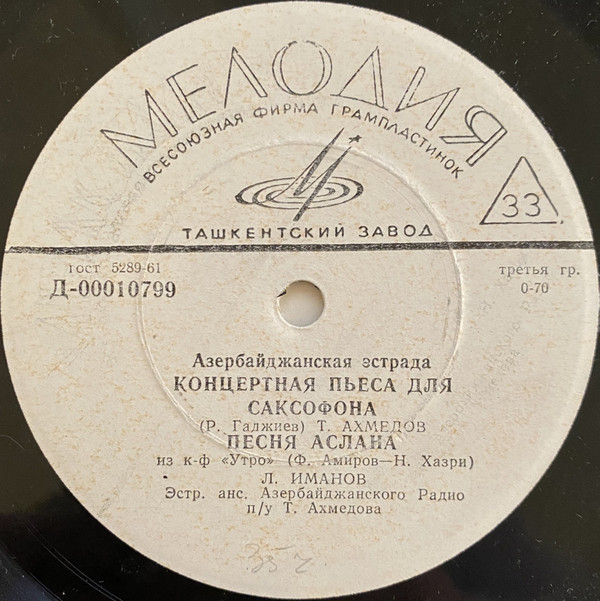 МЕЛОДИЯ
ВСЕСОЮЗНАЯ ФИРМА ГРАМПЛАСТИНОК
33
ТАШКЕНТСКИЙ ЗАВОД
гост 5289-61
Д-00010799
третья гр.
0-70
Азербайджанская эстрада
КОНЦЕРТНАЯ ПЬЕСА ДЛЯ
САКСОФОНА
(Р. Гаджиев) Т. АХМЕДОВ
ПЕСНЯ АСЛАНА
из к-ф «Утро» (Ф. Амиров—Н. Хазри)
Л. ИМАНОВ
Эстр. анс. Азербайджанского Радио
п/у Т. Ахмедова